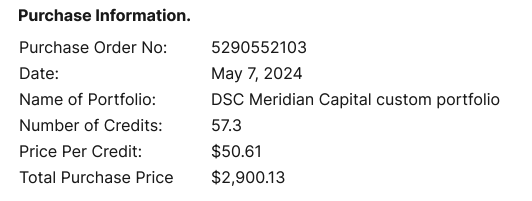 Purchase Information.
Purchase Order No: 5290552103
Date: May 7, 2024
Name of Portfolio: DSC Meridian Capital custom portfolio
Number of Credits: 57.3
Price Per Credit: $50.61
Total Purchase Price $2,900.13